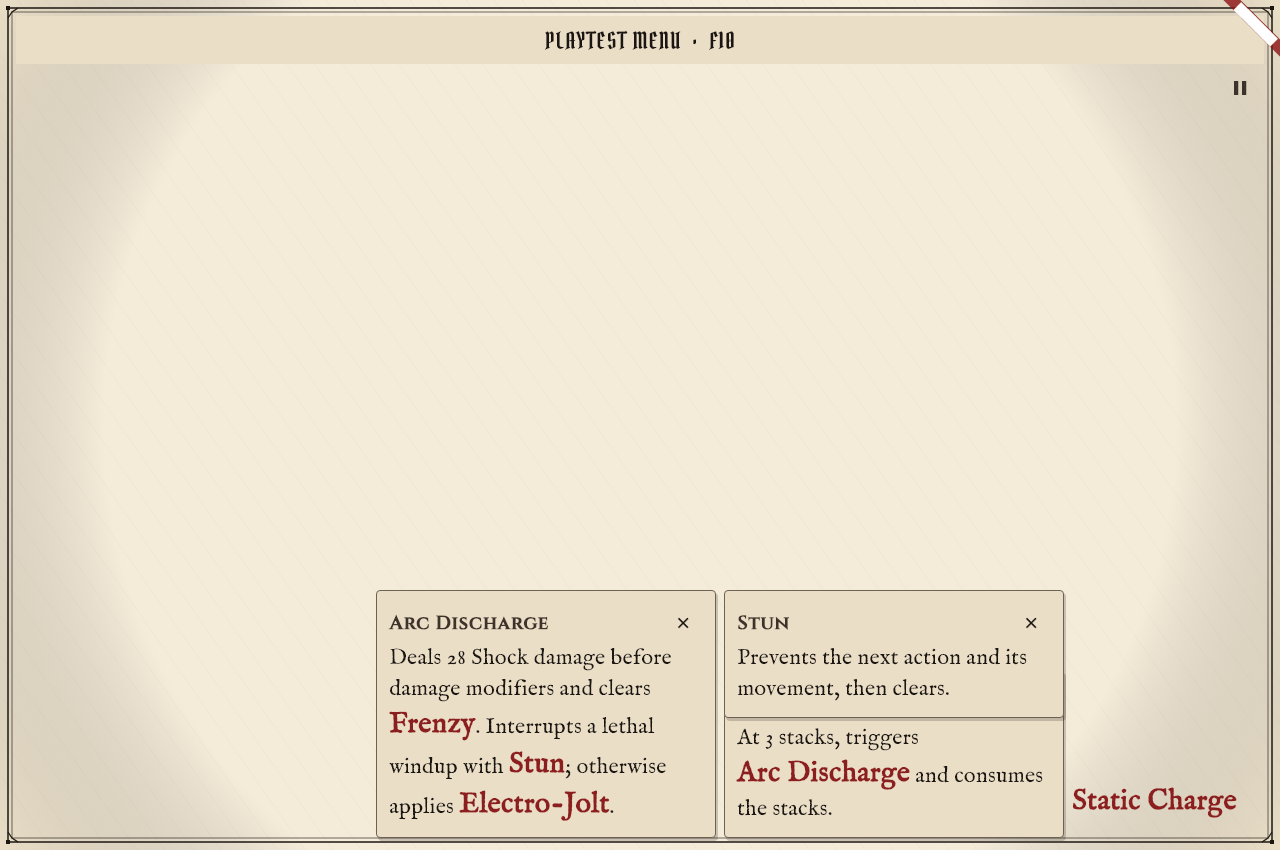 PLAYTEST MENU · F10
Arc Discharge ×
Deals 28 Shock damage before
damage modifiers and clears
Frenzy. Interrupts a lethal
windup with Stun; otherwise
applies Electro-Jolt.
Stun ×
Prevents the next action and its
movement, then clears.
At 3 stacks, triggers
Arc Discharge and consumes
the stacks.
Static Charge